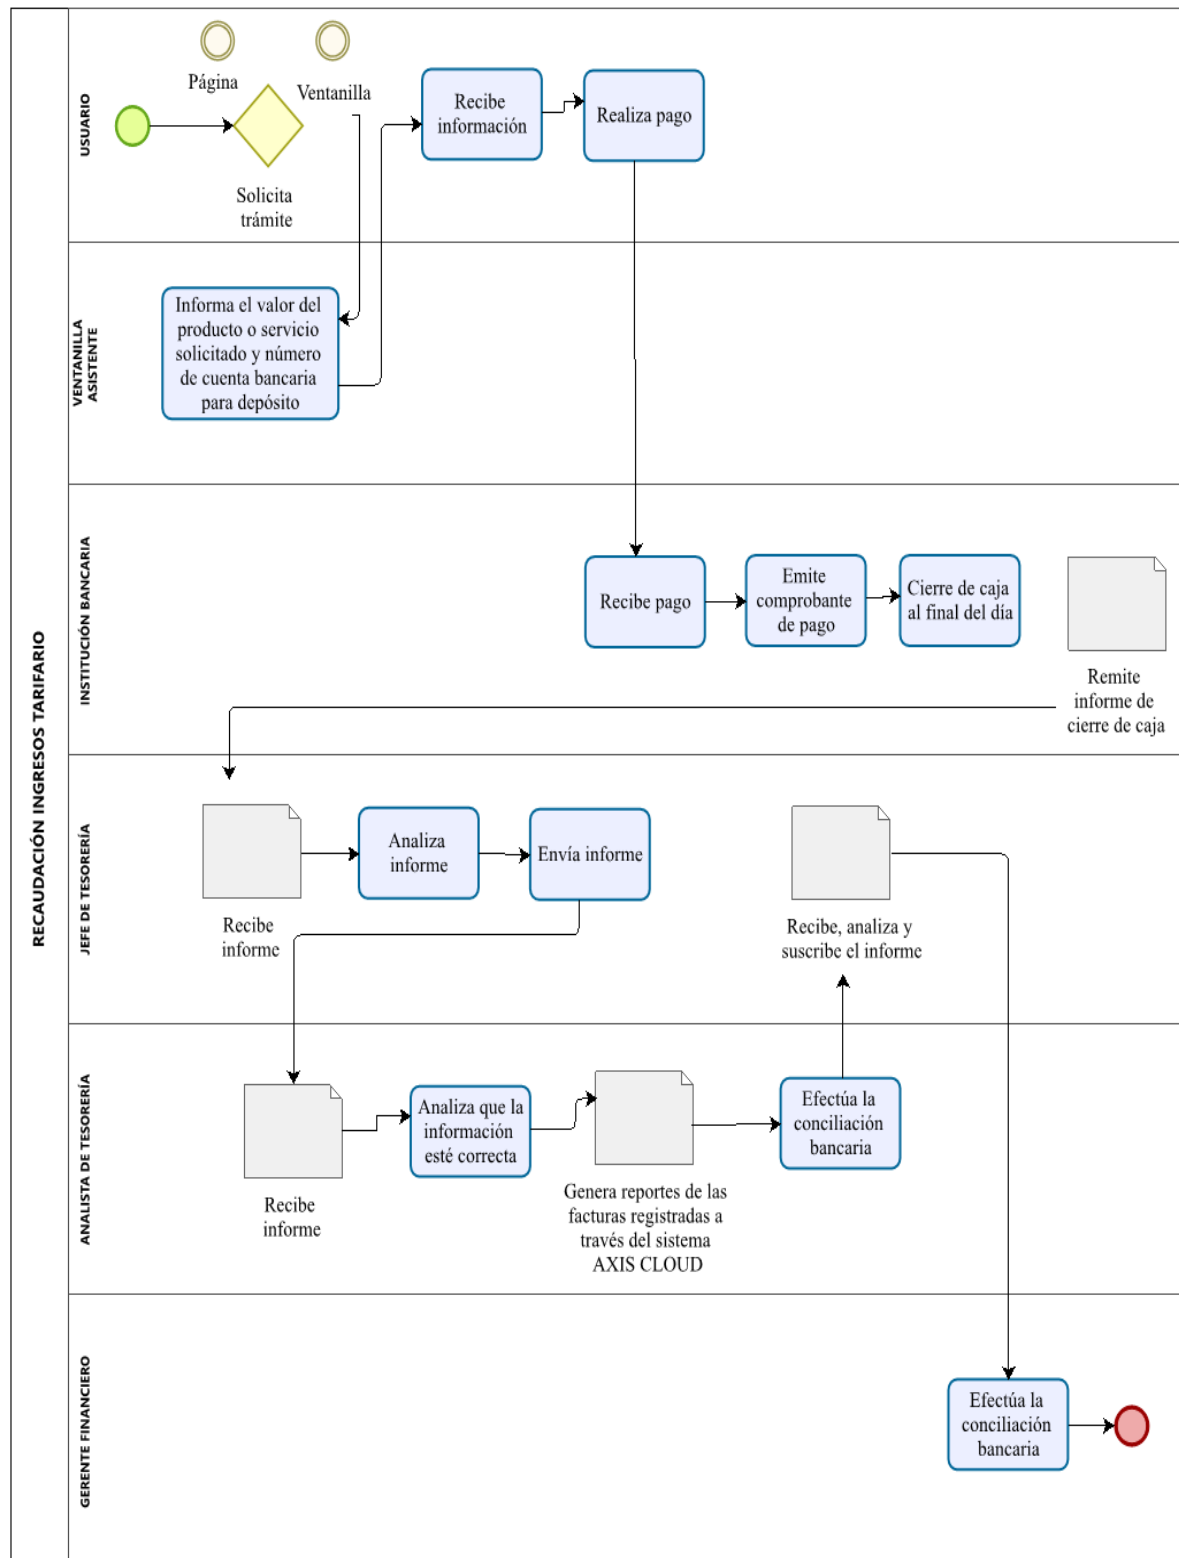 RECAUDACIÓN INGRESOS TARIFARIO
USUARIO
Página
Ventanilla
Solicita
trámite
Recibe
información
Realiza pago
VENTANILLA
ASISTENTE
Informa el valor del
producto o servicio
solicitado y número
de cuenta bancaria
para depósito
INSTITUCIÓN BANCARIA
Recibe pago
Emite
comprobante
de pago
Cierre de caja
al final del día
Remite
informe de
cierre de caja
JEFE DE TESORERÍA
Recibe
informe
Analiza
informe
Envía informe
Recibe, analiza y
suscribe el informe
ANALISTA DE TESORERÍA
Recibe
informe
Analiza que la
información
esté correcta
Genera reportes de las
facturas registradas a
través del sistema
AXIS CLOUD
Efectúa la
conciliación
bancaria
GERENTE FINANCIERO
Efectúa la
conciliación
bancaria